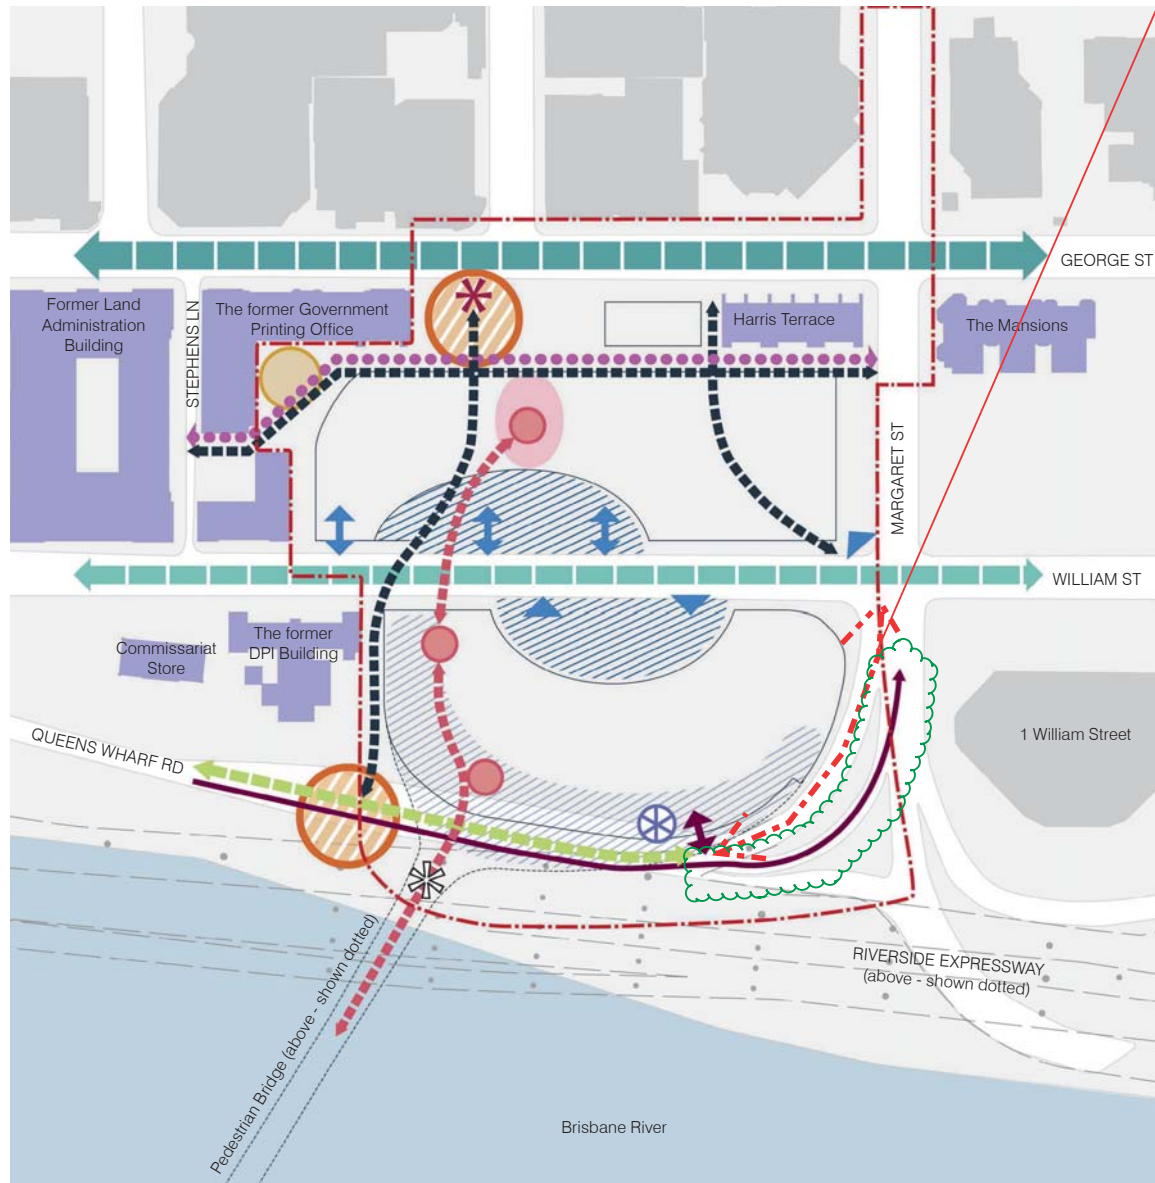 GEORGE ST
Former Land
Administration
Building
STEPHENS LN
The former Government
Printing Office
Harris Terrace
The Mansions
MARGARET ST
WILLIAM ST
Commissariat
Store
The former
DPI Building
QUEENS WHARF RD
1 William Street
RIVERSIDE EXPRESSWAY
(above - shown dotted)
Pedestrian Bridge (above - shown dotted)
Brisbane River